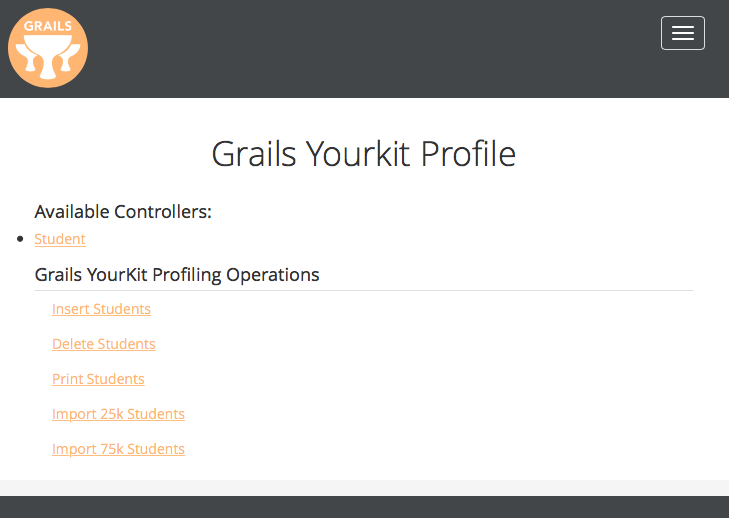 GRAILS
Grails Yourkit Profile
Available Controllers:
Student
Grails YourKit Profiling Operations
Insert Students
Delete Students
Print Students
Import 25k Students
Import 75k Students